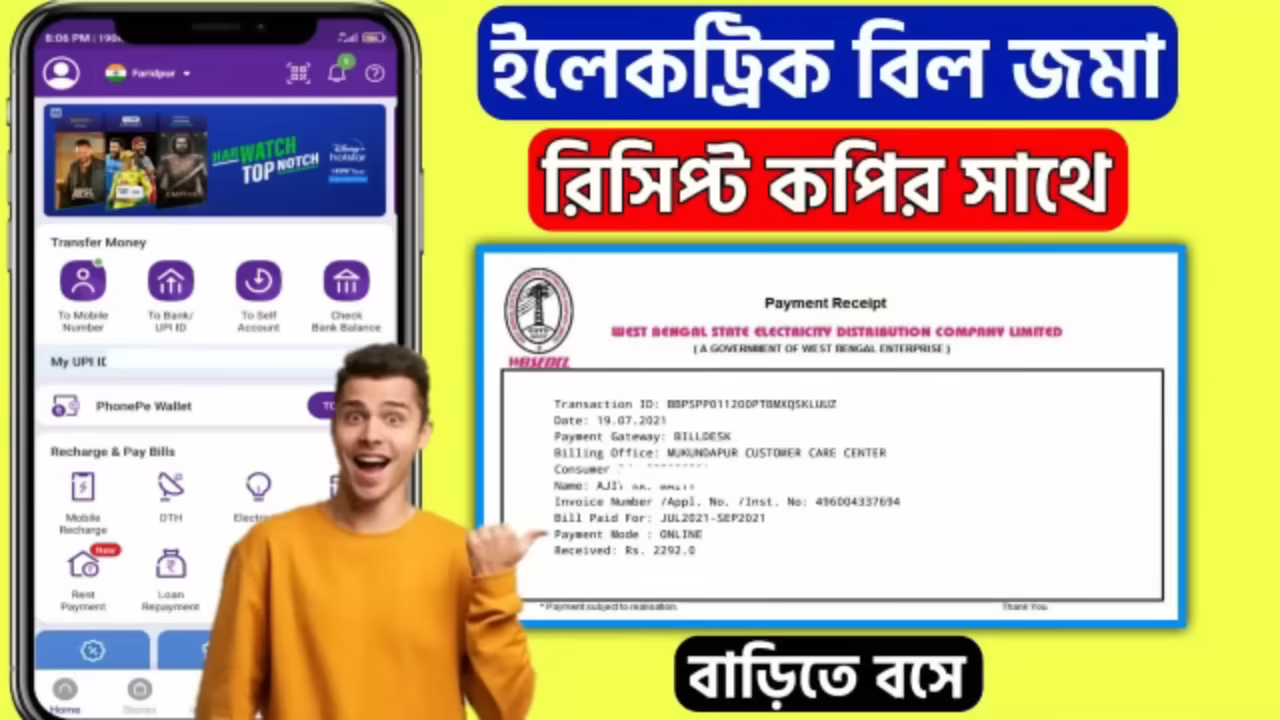 8:06 PM
Faridpur
HAR WATCH
TOP NOTCH
Disney+
hotstar
Transfer Money
To Mobile
Number
To Bank/
UPI ID
To Self
Account
Check
Bank Balance
My UPI ID
PhonePe Wallet
Recharge & Pay Bills
Mobile
Recharge
DTH
New
Rent
Payment
Loan
Repayment
Home
Stores
ইলেকট্রিক বিল জমা
রিসিপ্ট কপির সাথে
Payment Receipt
WEST BENGAL STATE ELECTRICITY DISTRIBUTION COMPANY LIMITED
( A GOVERNMENT OF WEST BENGAL ENTERPRISE )
WBSEDCL
Transaction ID:
Date: 19.07.2021
Payment Gateway: BILLDESK
Billing Office: MUKUNDAPUR CUSTOMER CARE CENTER
Consumer
Name:
Invoice Number /Appl. No. /Inst. No: 496004337694
Bill Paid For: JUL2021-SEP2021
Payment Mode : ONLINE
Received: Rs. 2292.0
* Payment subject to realisation.
Thank You.
বাড়িতে বসে